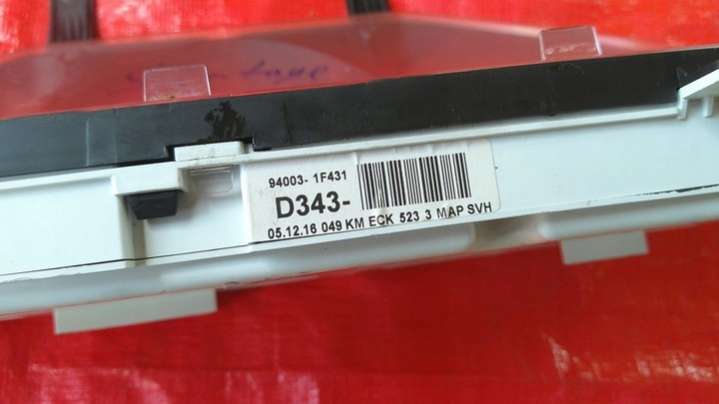 94003- 1F431
D343-
05.12.16 049 KM ECK 523 3 MAP SVH